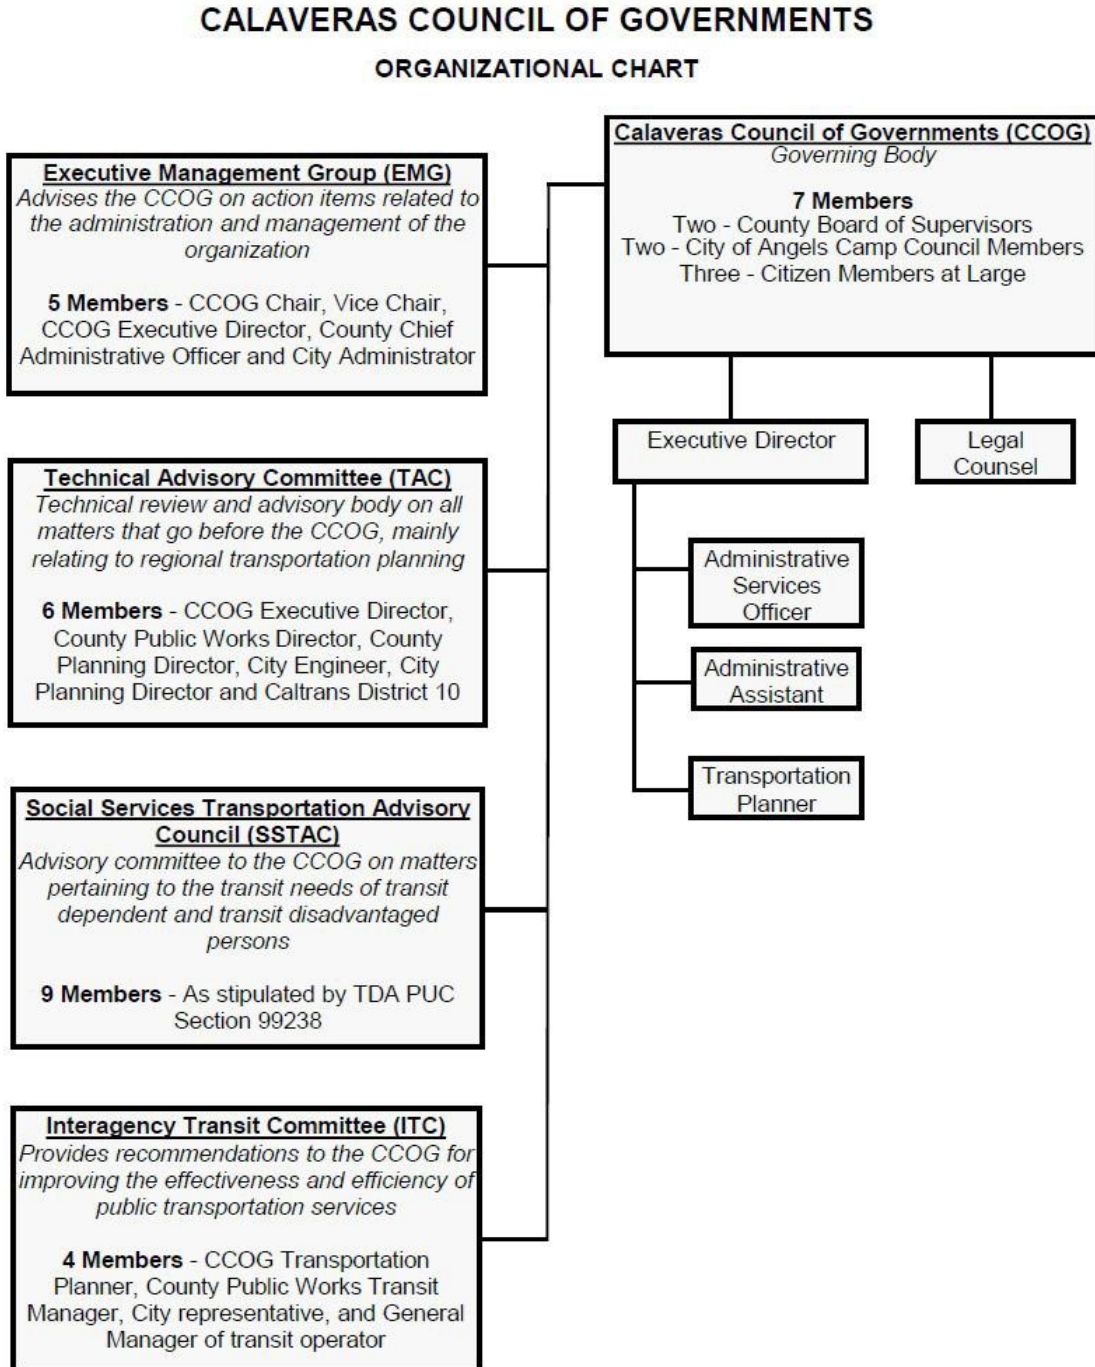 CALAVERAS COUNCIL OF GOVERNMENTS
ORGANIZATIONAL CHART
Executive Management Group (EMG)
Advises the CCOG on action items related to
the administration and management of the
organization
5 Members - CCOG Chair, Vice Chair,
CCOG Executive Director, County Chief
Administrative Officer and City Administrator
Technical Advisory Committee (TAC)
Technical review and advisory body on all
matters that go before the CCOG, mainly
relating to regional transportation planning
6 Members - CCOG Executive Director,
County Public Works Director, County
Planning Director, City Engineer, City
Planning Director and Caltrans District 10
Social Services Transportation Advisory
Council (SSTAC)
Advisory committee to the CCOG on matters
pertaining to the transit needs of transit
dependent and transit disadvantaged
persons
9 Members - As stipulated by TDA PUC
Section 99238
Interagency Transit Committee (ITC)
Provides recommendations to the CCOG for
improving the effectiveness and efficiency of
public transportation services
4 Members - CCOG Transportation
Planner, County Public Works Transit
Manager, City representative, and General
Manager of transit operator
Calaveras Council of Governments (CCOG)
Governing Body
7 Members
Two - County Board of Supervisors
Two - City of Angels Camp Council Members
Three - Citizen Members at Large
Executive Director
Legal
Counsel
Administrative
Services
Officer
Administrative
Assistant
Transportation
Planner